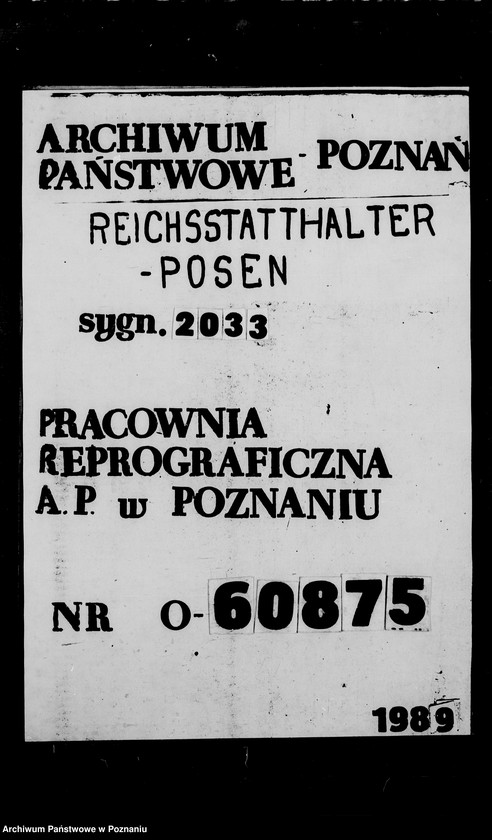 ARCHIWUM
PAŃSTWOWE - POZNAŃ
REICHSSTATTHALTER
-POSEN
sygn. 2033
PRACOWNIA
REPROGRAFICZNA
A.P. w POZNANIU
NR O-60875
1989
Archiwum Państwowe w Poznaniu